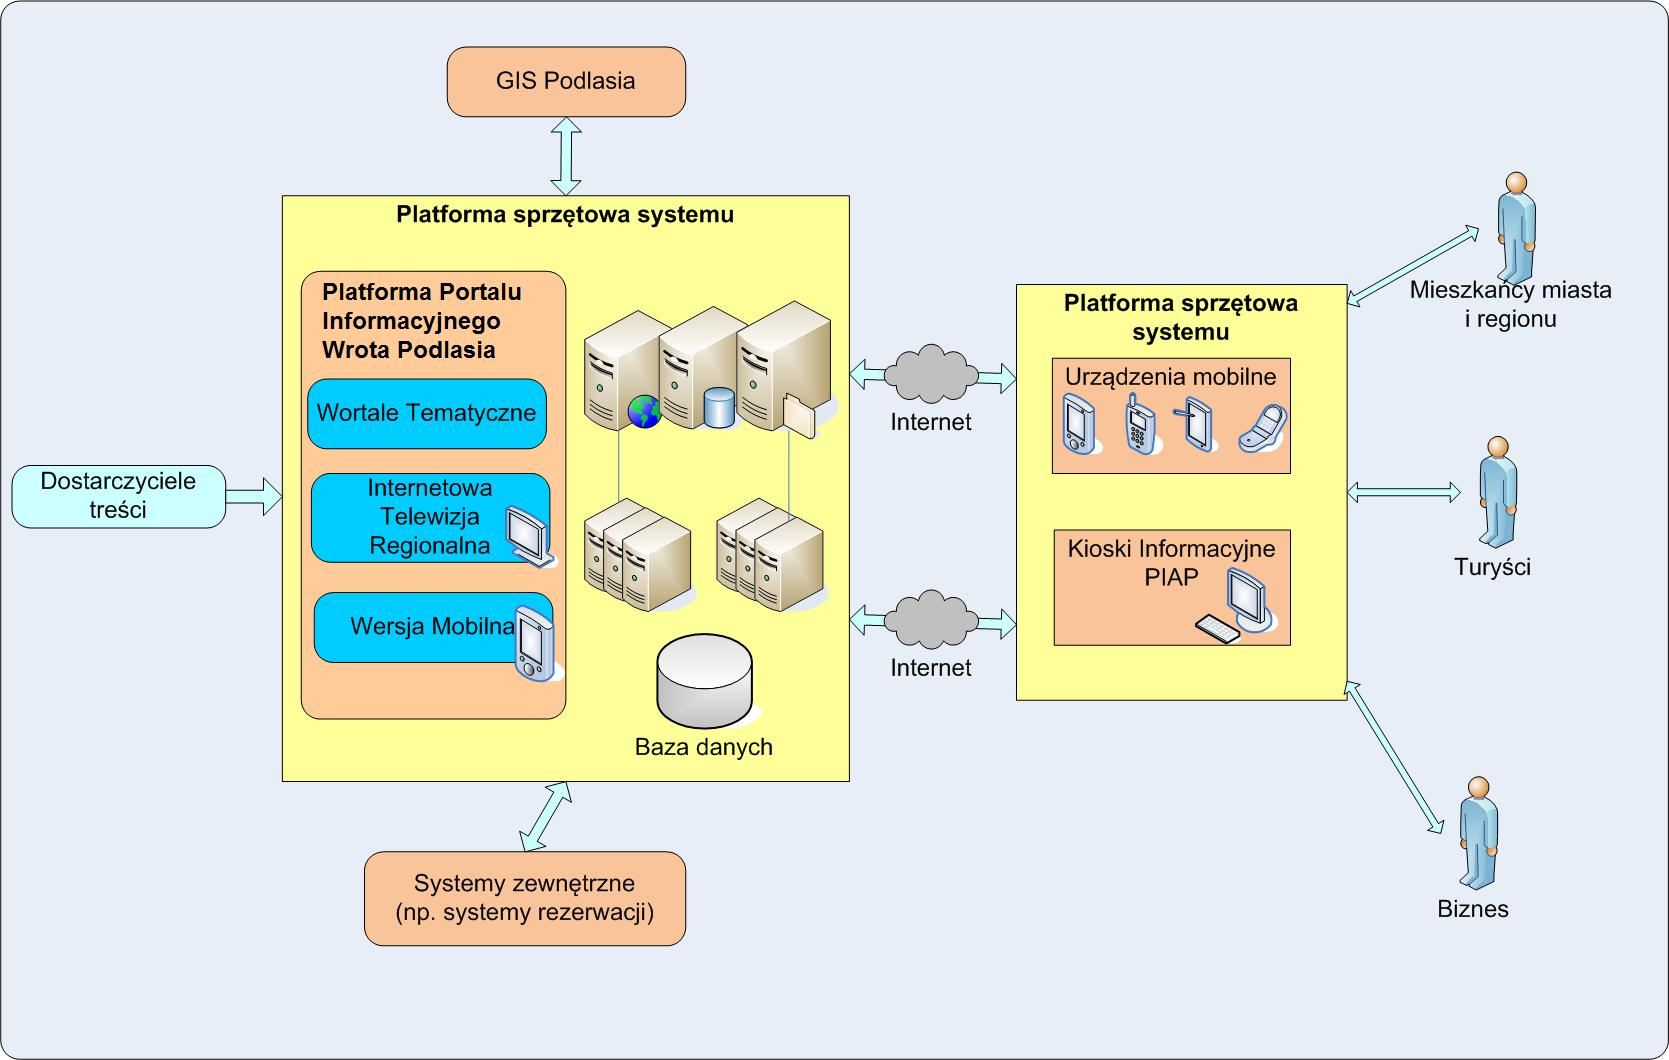 GIS Podlasia
Platforma sprzętowa systemu
Platforma Portalu
Informacyjnego
Wrota Podlasia
Wortale Tematyczne
Internetowa
Telewizja
Regionalna
Wersja Mobilna
Baza danych
Dostarczyciele
treści
Systemy zewnętrzne
(np. systemy rezerwacji)
Internet
Internet
Platforma sprzętowa
systemu
Urządzenia mobilne
Kioski Informacyjne
PIAP
Mieszkańcy miasta
i regionu
Turyści
Biznes